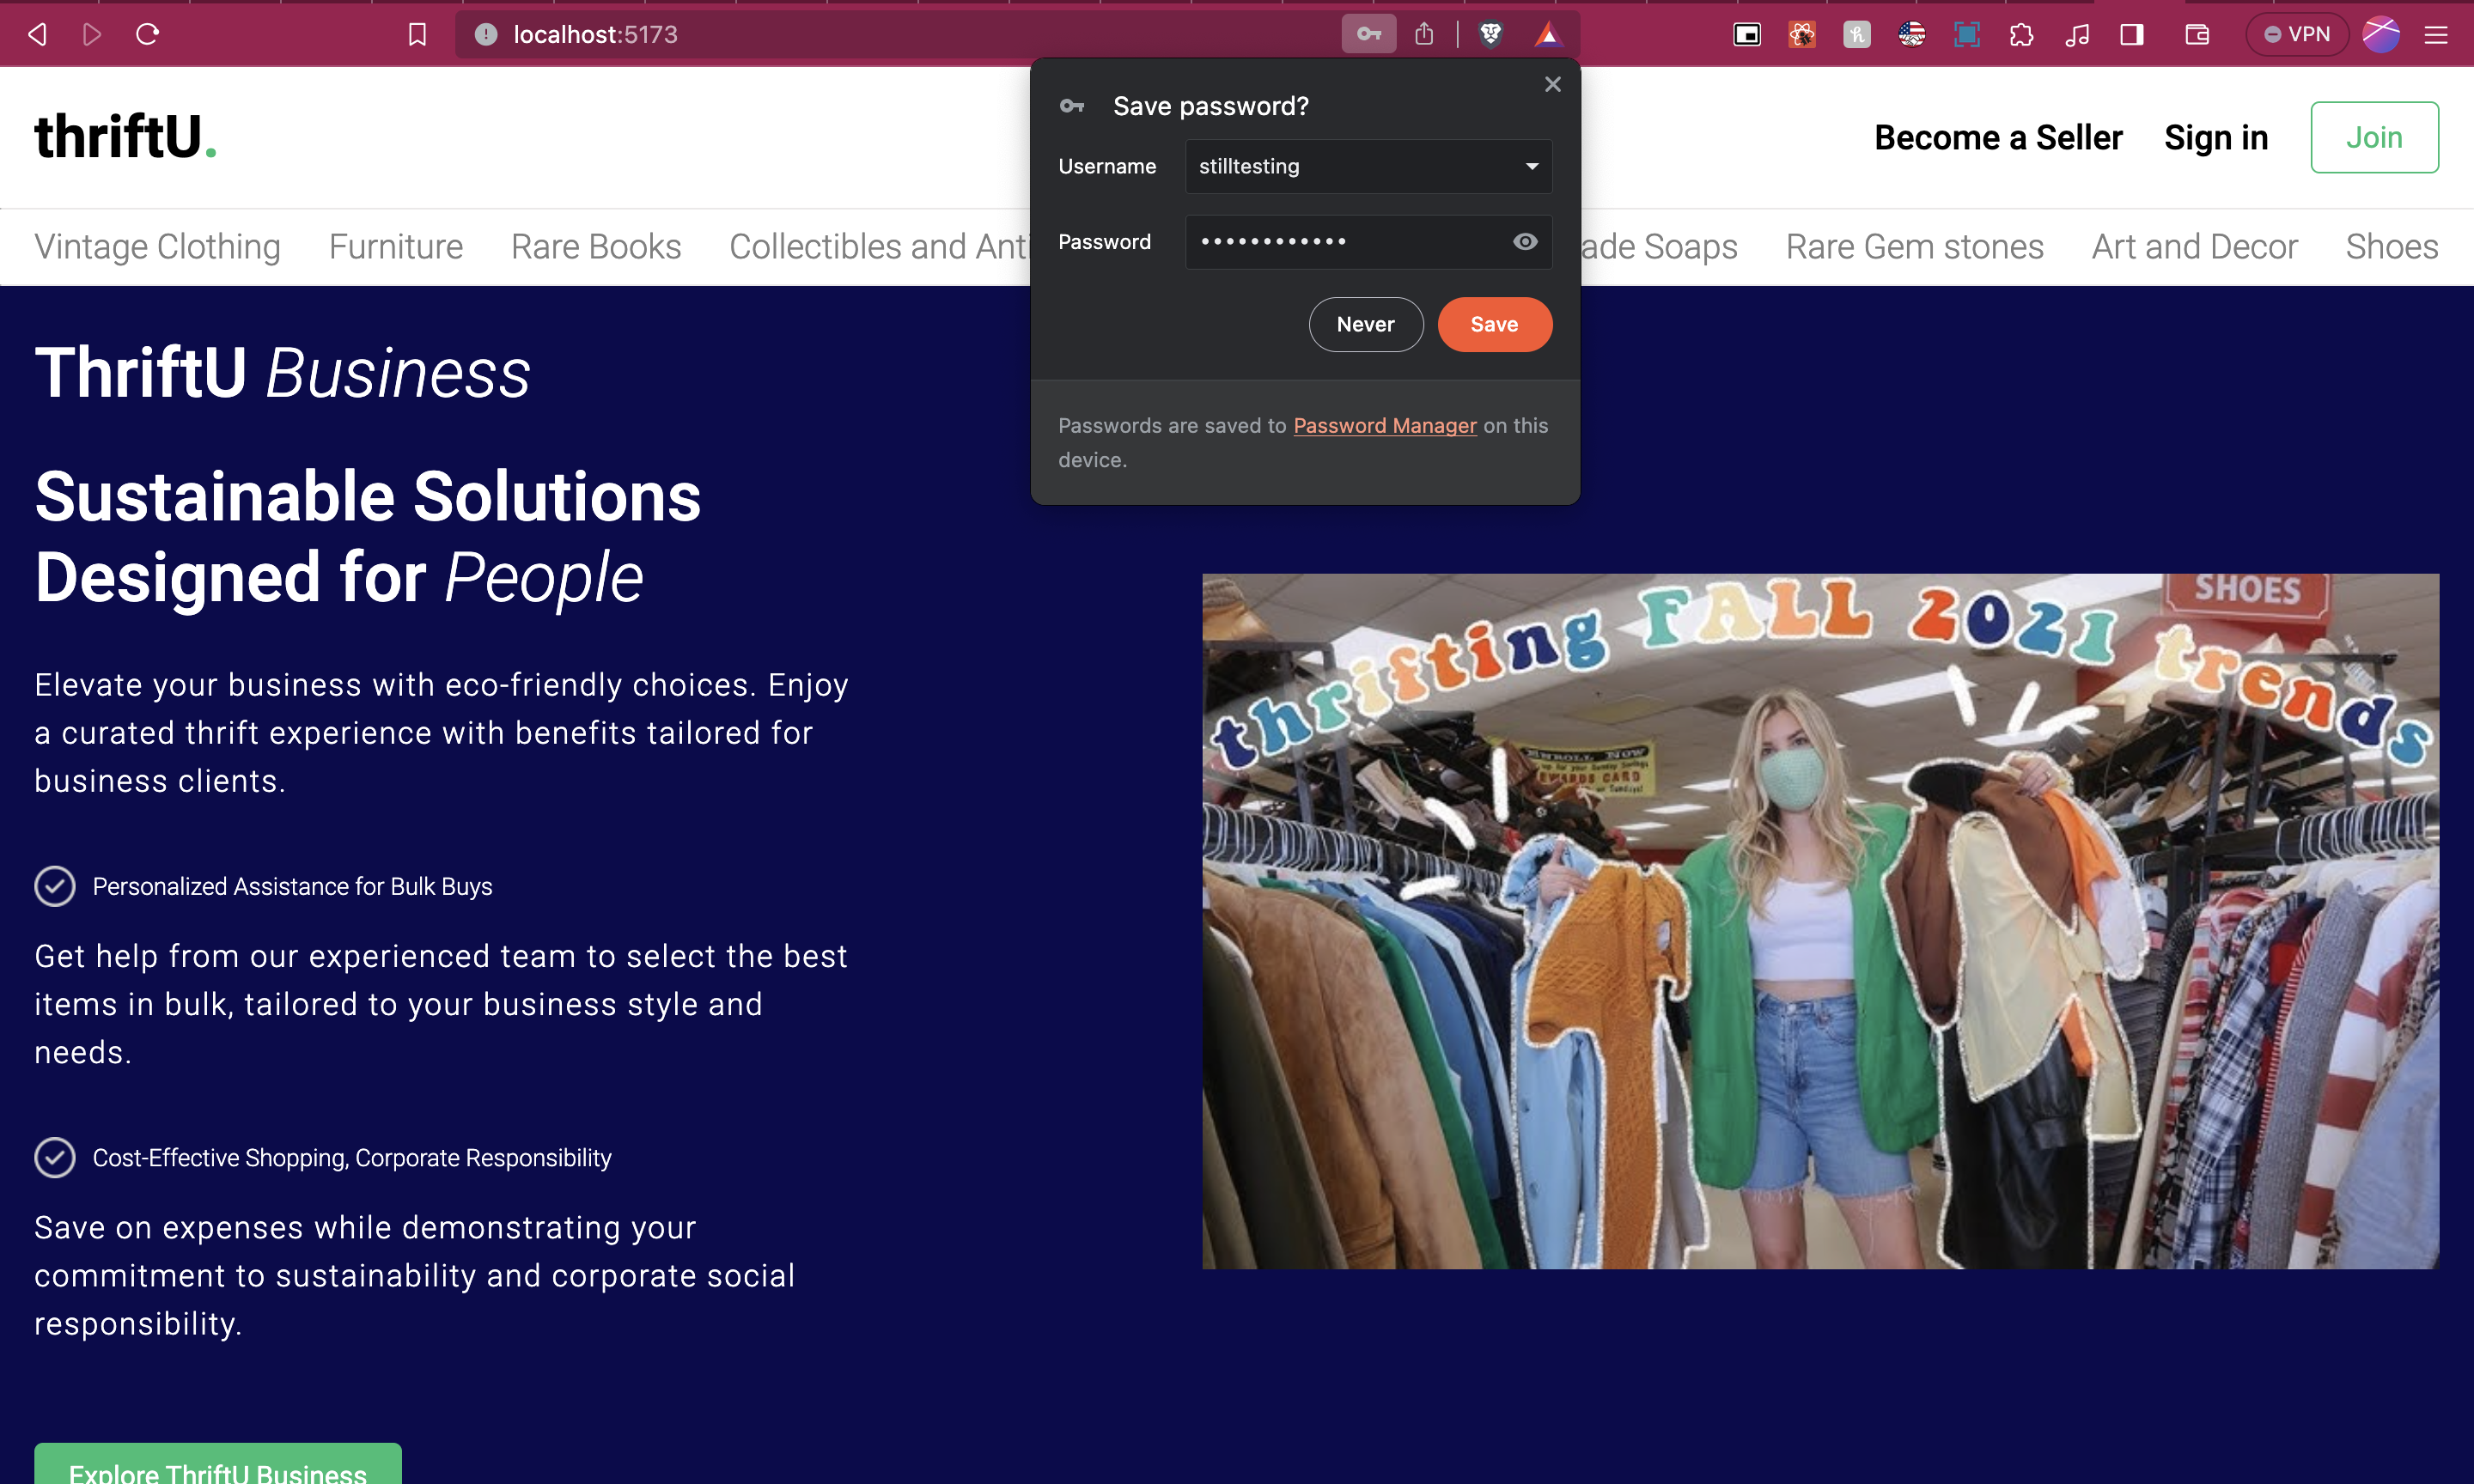 localhost:5173
VPN
thriftU.
Become a Seller
Sign in
Join
Save password?
Username
stilltesting
Password
••••••••••••
Never
Save
Passwords are saved to Password Manager on this
device.
Vintage Clothing
Furniture
Rare Books
Collectibles and Anti
ade Soaps
Rare Gem stones
Art and Decor
Shoes
ThriftU Business
Sustainable Solutions
Designed for People
Elevate your business with eco-friendly choices. Enjoy
a curated thrift experience with benefits tailored for
business clients.
Personalized Assistance for Bulk Buys
Get help from our experienced team to select the best
items in bulk, tailored to your business style and
needs.
Cost-Effective Shopping, Corporate Responsibility
Save on expenses while demonstrating your
commitment to sustainability and corporate social
responsibility.
Explore ThriftU Business
SHOES
thrifting FALL 2021 trends
ENROLL NOW
REWARDS CARD